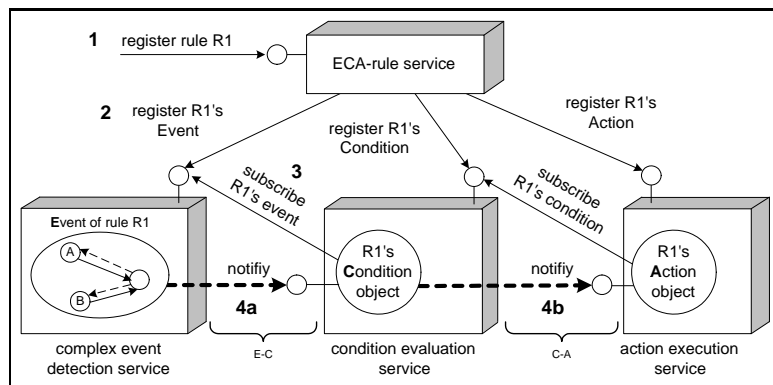 1
register rule R1
ECA-rule service
2
register R1's
Event
register R1's
Condition
register R1's
Action
3
subscribe
R1's event
subscribe
R1's condition
Event of rule R1
A
B
notifiy
4a
R1's
Condition
object
notifiy
4b
R1's
Action
object
E-C
C-A
complex event
detection service
condition evaluation
service
action execution
service